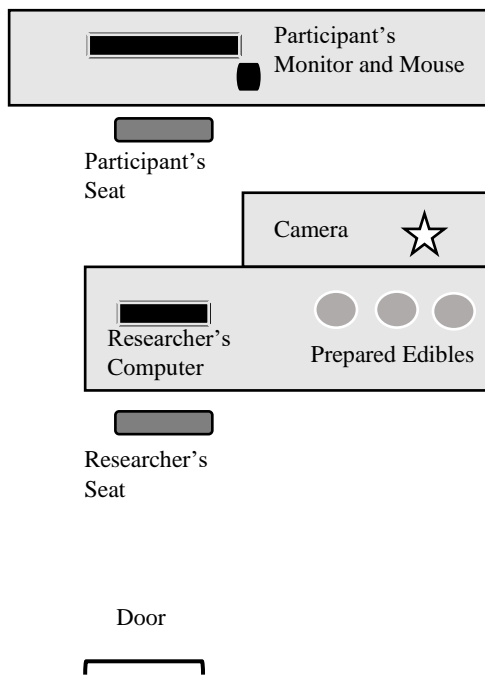 Participant’s
Monitor and Mouse
Participant’s
Seat
Camera
Researcher’s
Computer
Prepared Edibles
Researcher’s
Seat
Door